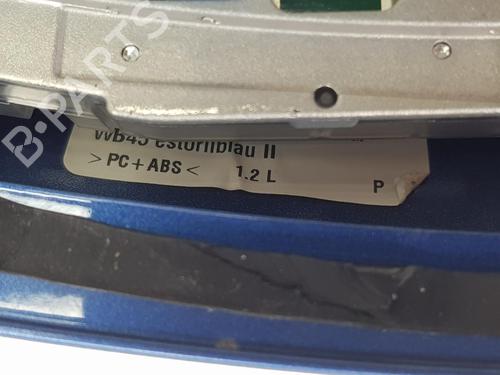 B-PARTS
WB45 estorilblau II
>PC+ABS< 1.2 L P